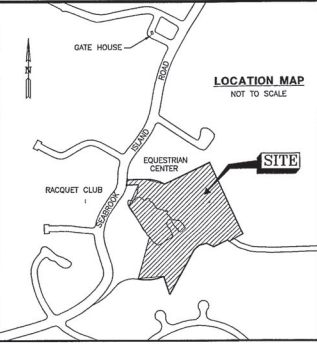 GATE HOUSE
N
ROAD
LOCATION MAP
NOT TO SCALE
ISLAND
EQUESTRIAN
CENTER
SITE
RACQUET CLUB
SEABROOK